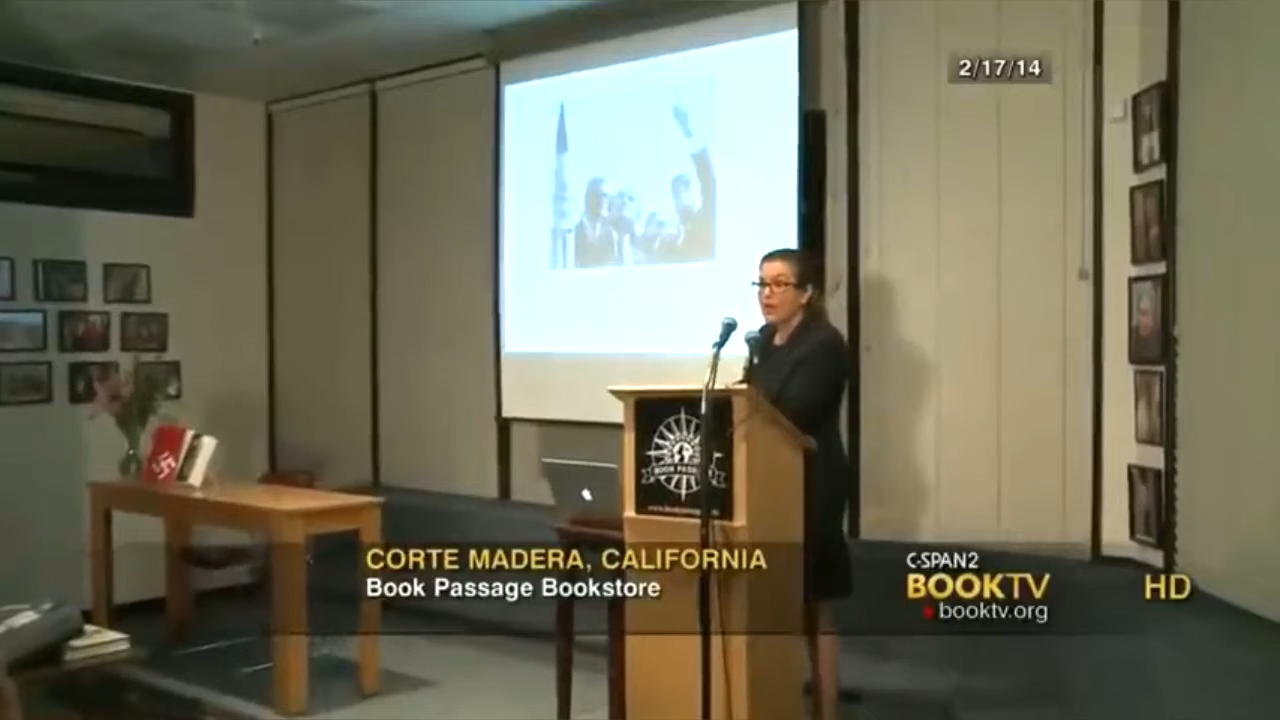 2/17/14
BOOK PASSAGE
CORTE MADERA, CALIFORNIA
Book Passage Bookstore
C-SPAN2
BOOKTV
booktv.org
HD